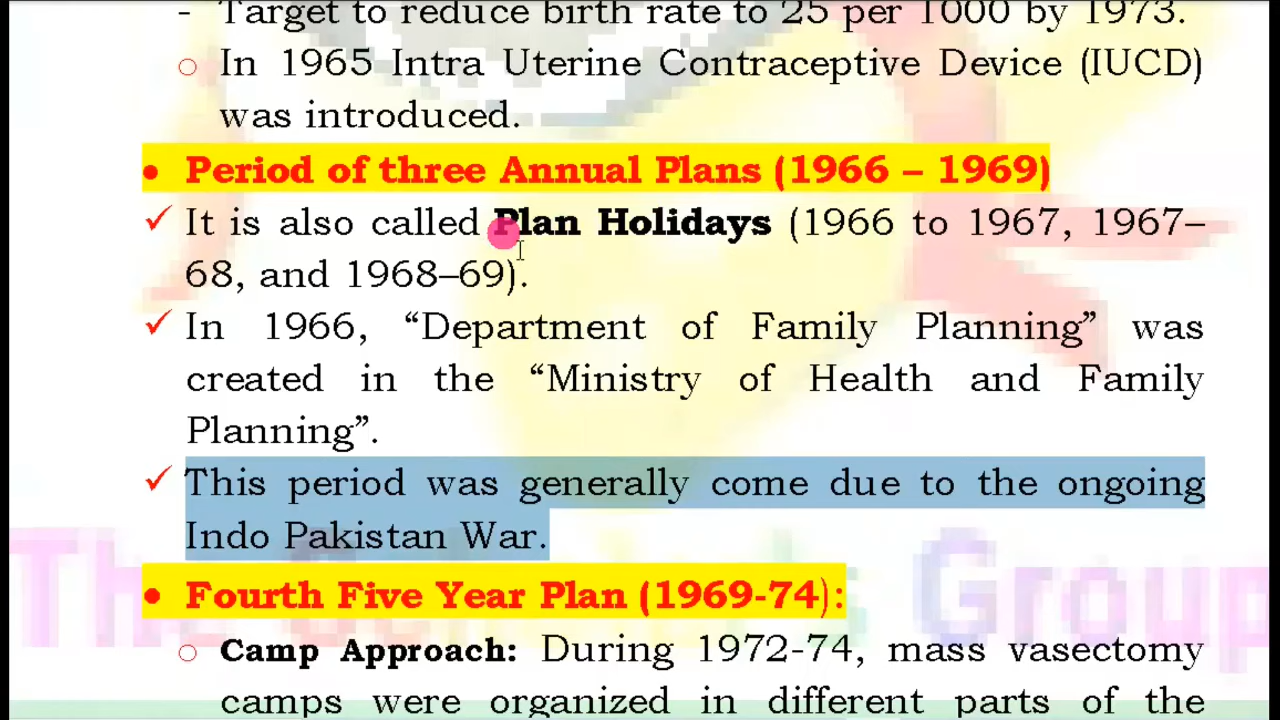 - Target to reduce birth rate to 25 per 1000 by 1973.
○ In 1965 Intra Uterine Contraceptive Device (IUCD)
was introduced.
• Period of three Annual Plans (1966 – 1969)
✓ It is also called Plan Holidays (1966 to 1967, 1967–
68, and 1968–69).
✓ In 1966, “Department of Family Planning” was
created in the “Ministry of Health and Family
Planning”.
✓ This period was generally come due to the ongoing
Indo Pakistan War.
• Fourth Five Year Plan (1969-74):
○ Camp Approach: During 1972-74, mass vasectomy
camps were organized in different parts of the